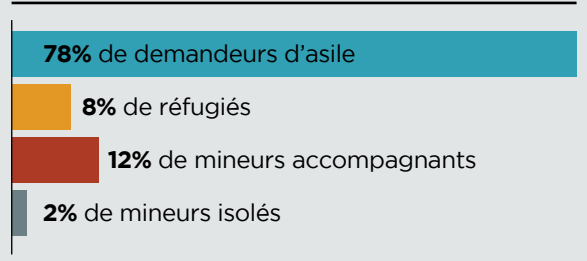 78% de demandeurs d’asile
8% de réfugiés
12% de mineurs accompagnants
2% de mineurs isolés